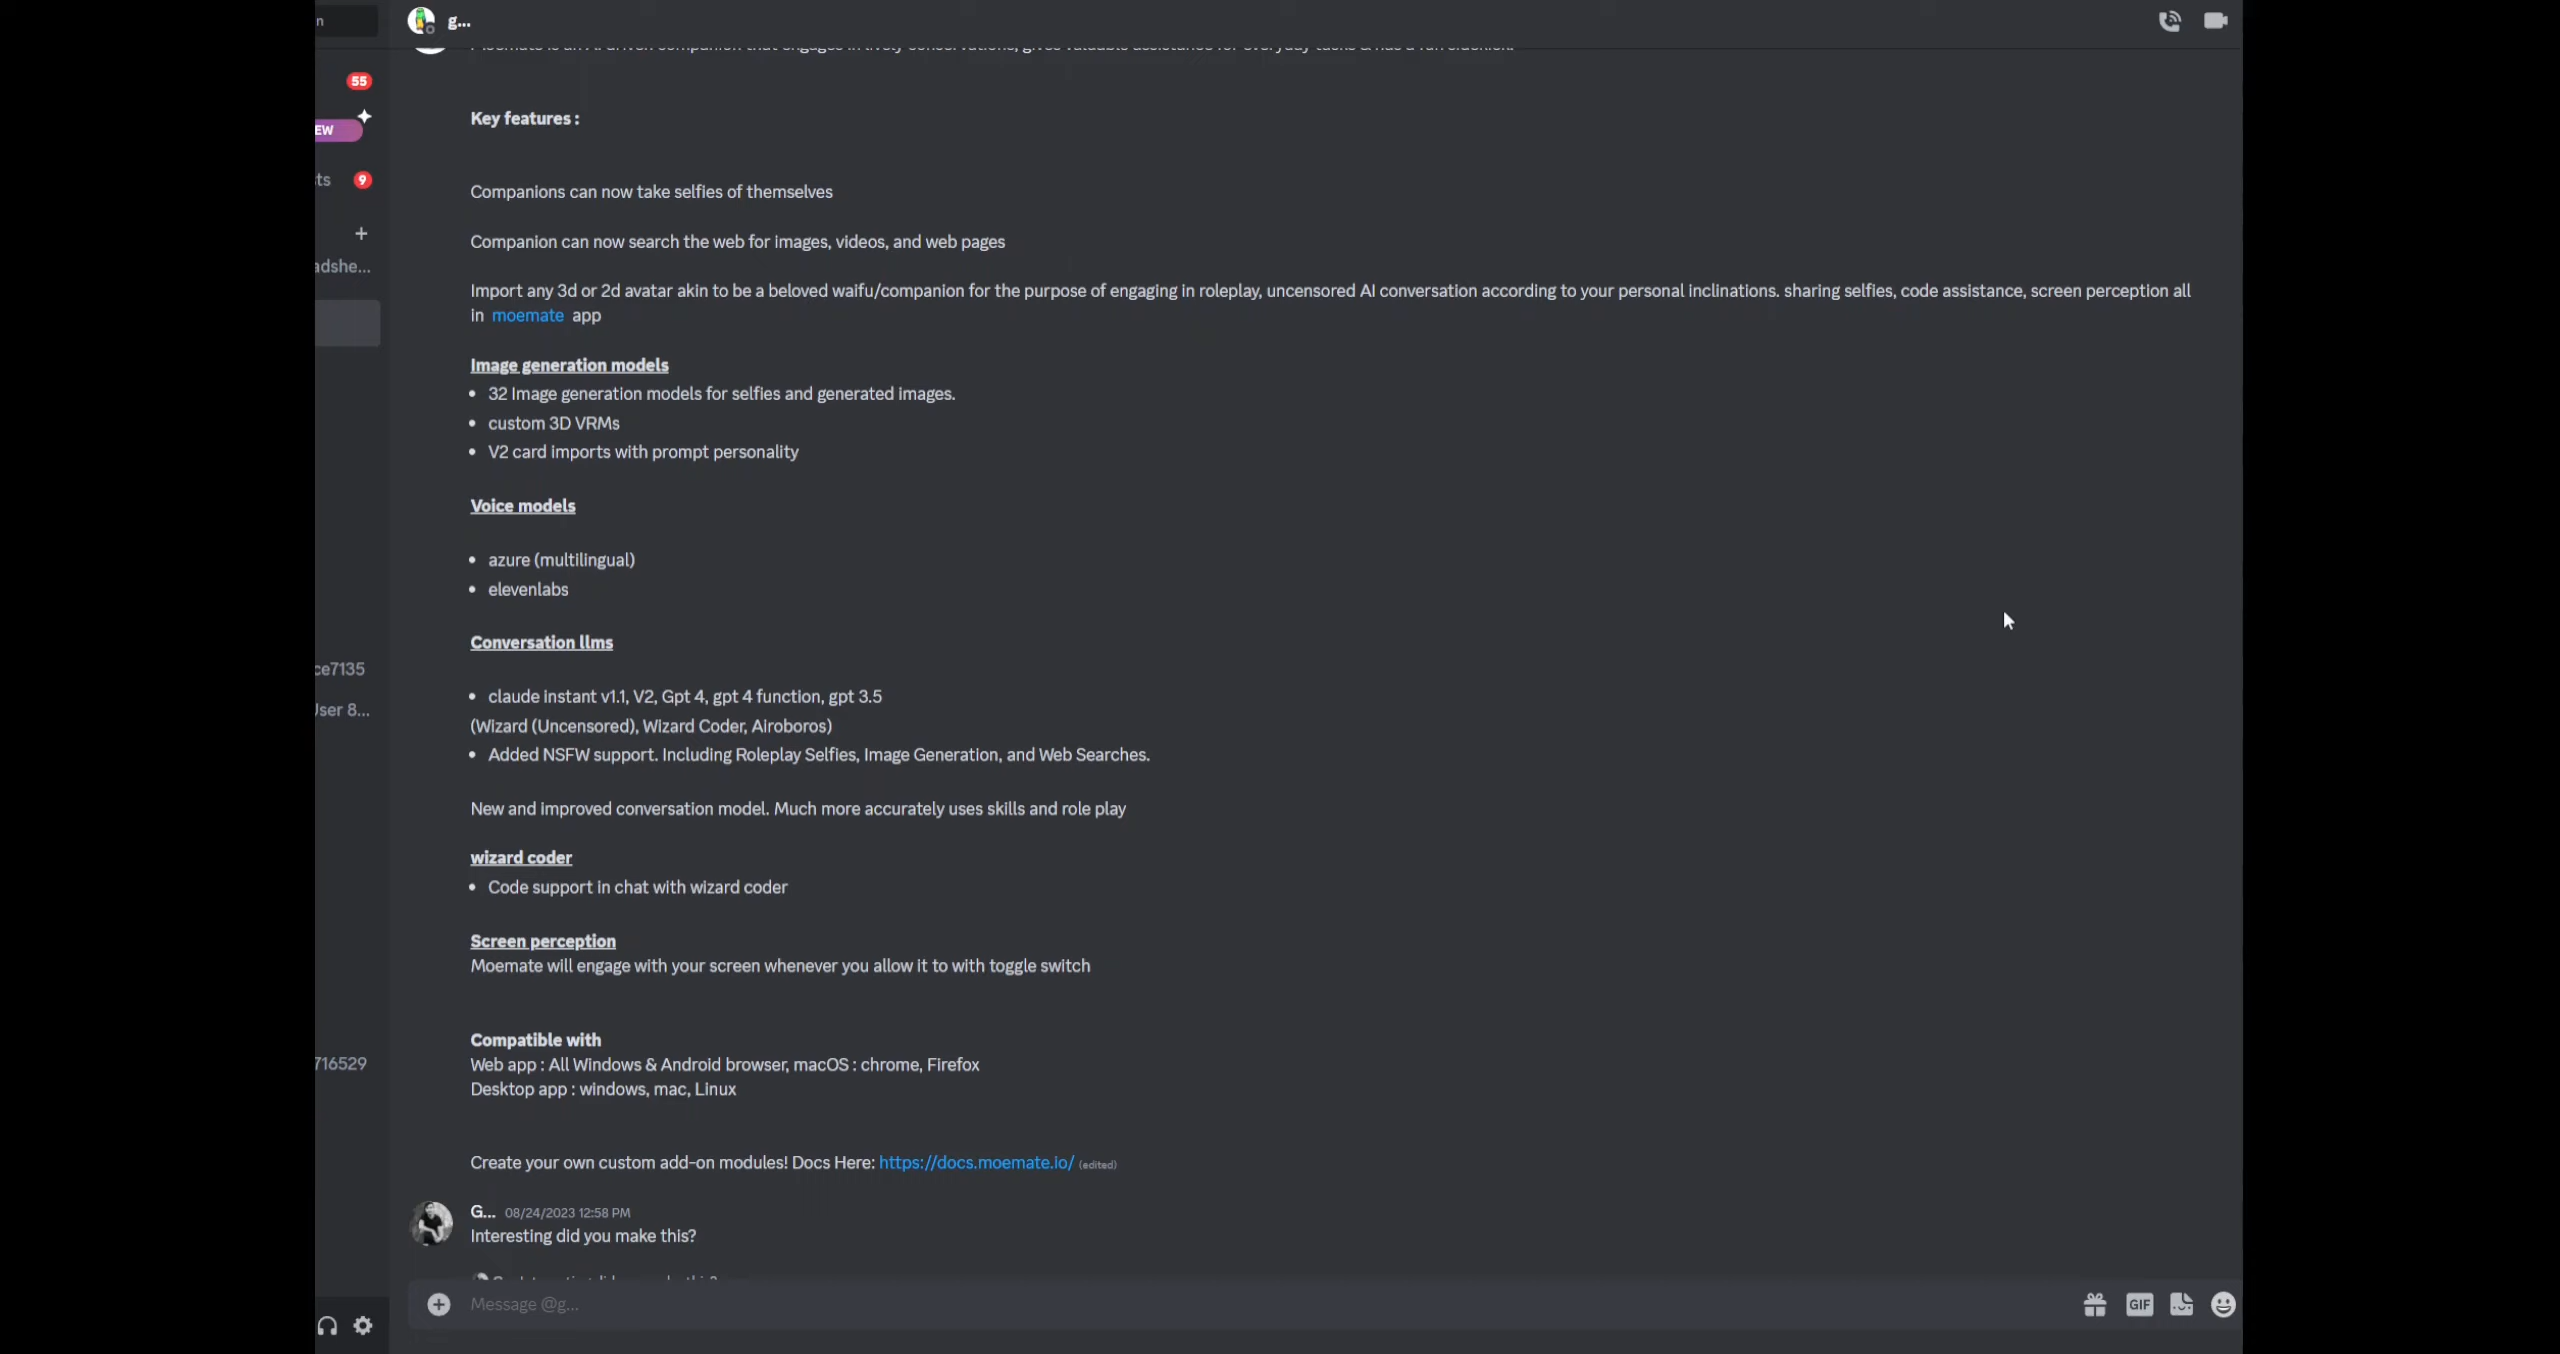 n
g...
55
EW
Key features :
ts
9
Companions can now take selfies of themselves
+
Companion can now search the web for images, videos, and web pages
adshe...
Import any 3d or 2d avatar akin to be a beloved waifu/companion for the purpose of engaging in roleplay, uncensored AI conversation according to your personal inclinations. sharing selfies, code assistance, screen perception all
in moemate app
Image generation models
• 32 Image generation models for selfies and generated images.
• custom 3D VRMs
• V2 card imports with prompt personality
Voice models
• azure (multilingual)
• elevenlabs
Conversation llms
ce7135
• claude instant v1.1, V2, Gpt 4, gpt 4 function, gpt 3.5
Jser 8...
(Wizard (Uncensored), Wizard Coder, Airoboros)
• Added NSFW support. Including Roleplay Selfies, Image Generation, and Web Searches.
New and improved conversation model. Much more accurately uses skills and role play
wizard coder
• Code support in chat with wizard coder
Screen perception
Moemate will engage with your screen whenever you allow it to with toggle switch
Compatible with
Web app : All Windows & Android browser, macOS : chrome, Firefox
716529
Desktop app : windows, mac, Linux
Create your own custom add-on modules! Docs Here: https://docs.moemate.io/ (edited)
G... 08/24/2023 12:58 PM
Interesting did you make this?
Message @g...
GIF